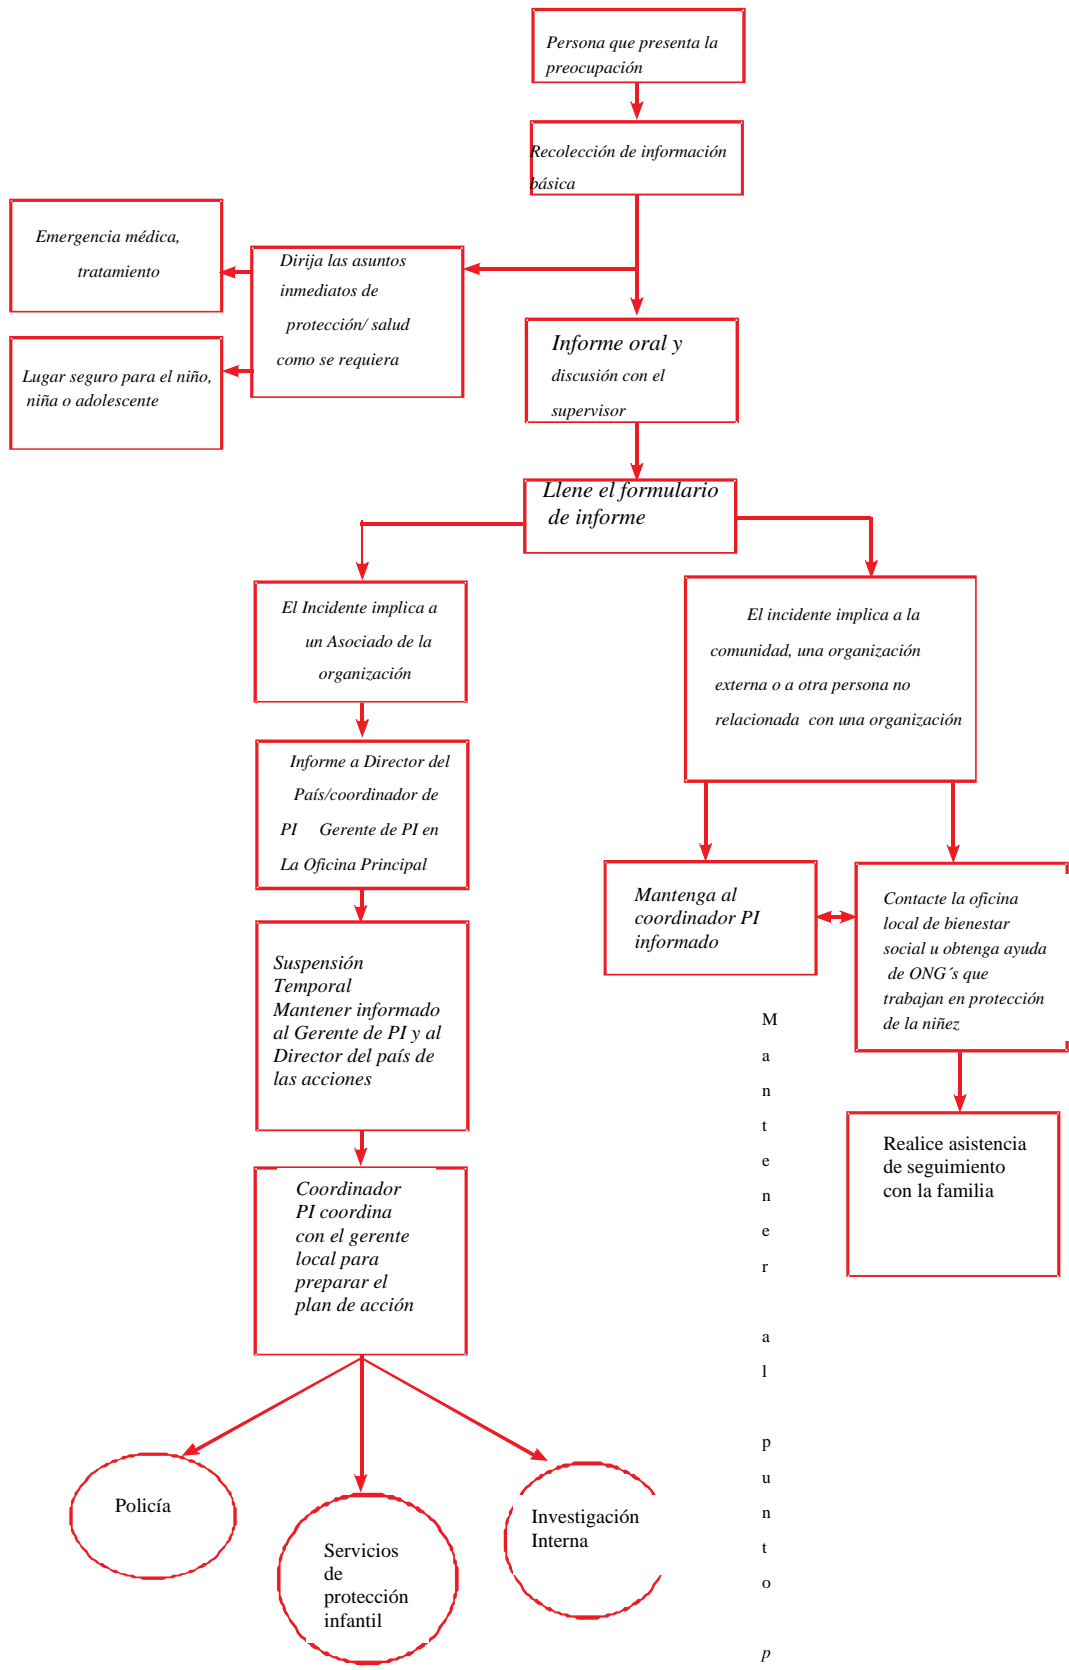 Persona que presenta la
preocupación
Recolección de información
básica
Emergencia médica,
tratamiento
Dirija las asuntos
inmediatos de
protección/ salud
como se requiera
Lugar seguro para el niño,
niña o adolescente
Informe oral y
discusión con el
supervisor
Llene el formulario
de informe
El Incidente implica a
un Asociado de la
organización
El incidente implica a la
comunidad, una organización
externa o a otra persona no
relacionada con una organización
Informe a Director del
País/coordinador de
PI Gerente de PI en
La Oficina Principal
Mantenga al
coordinador PI
informado
Contacte la oficina
local de bienestar
social u obtenga ayuda
de ONG´s que
trabajan en protección
de la niñez
Suspensión
Temporal
Mantener informado
al Gerente de PI y al
Director del país de
las acciones
Realice asistencia
de seguimiento
con la familia
Coordinador
PI coordina
con el gerente
local para
preparar el
plan de acción
Policía
Servicios
de
protección
infantil
Investigación
Interna
M
a
n
t
e
n
e
r
a
l
p
u
n
t
o
p